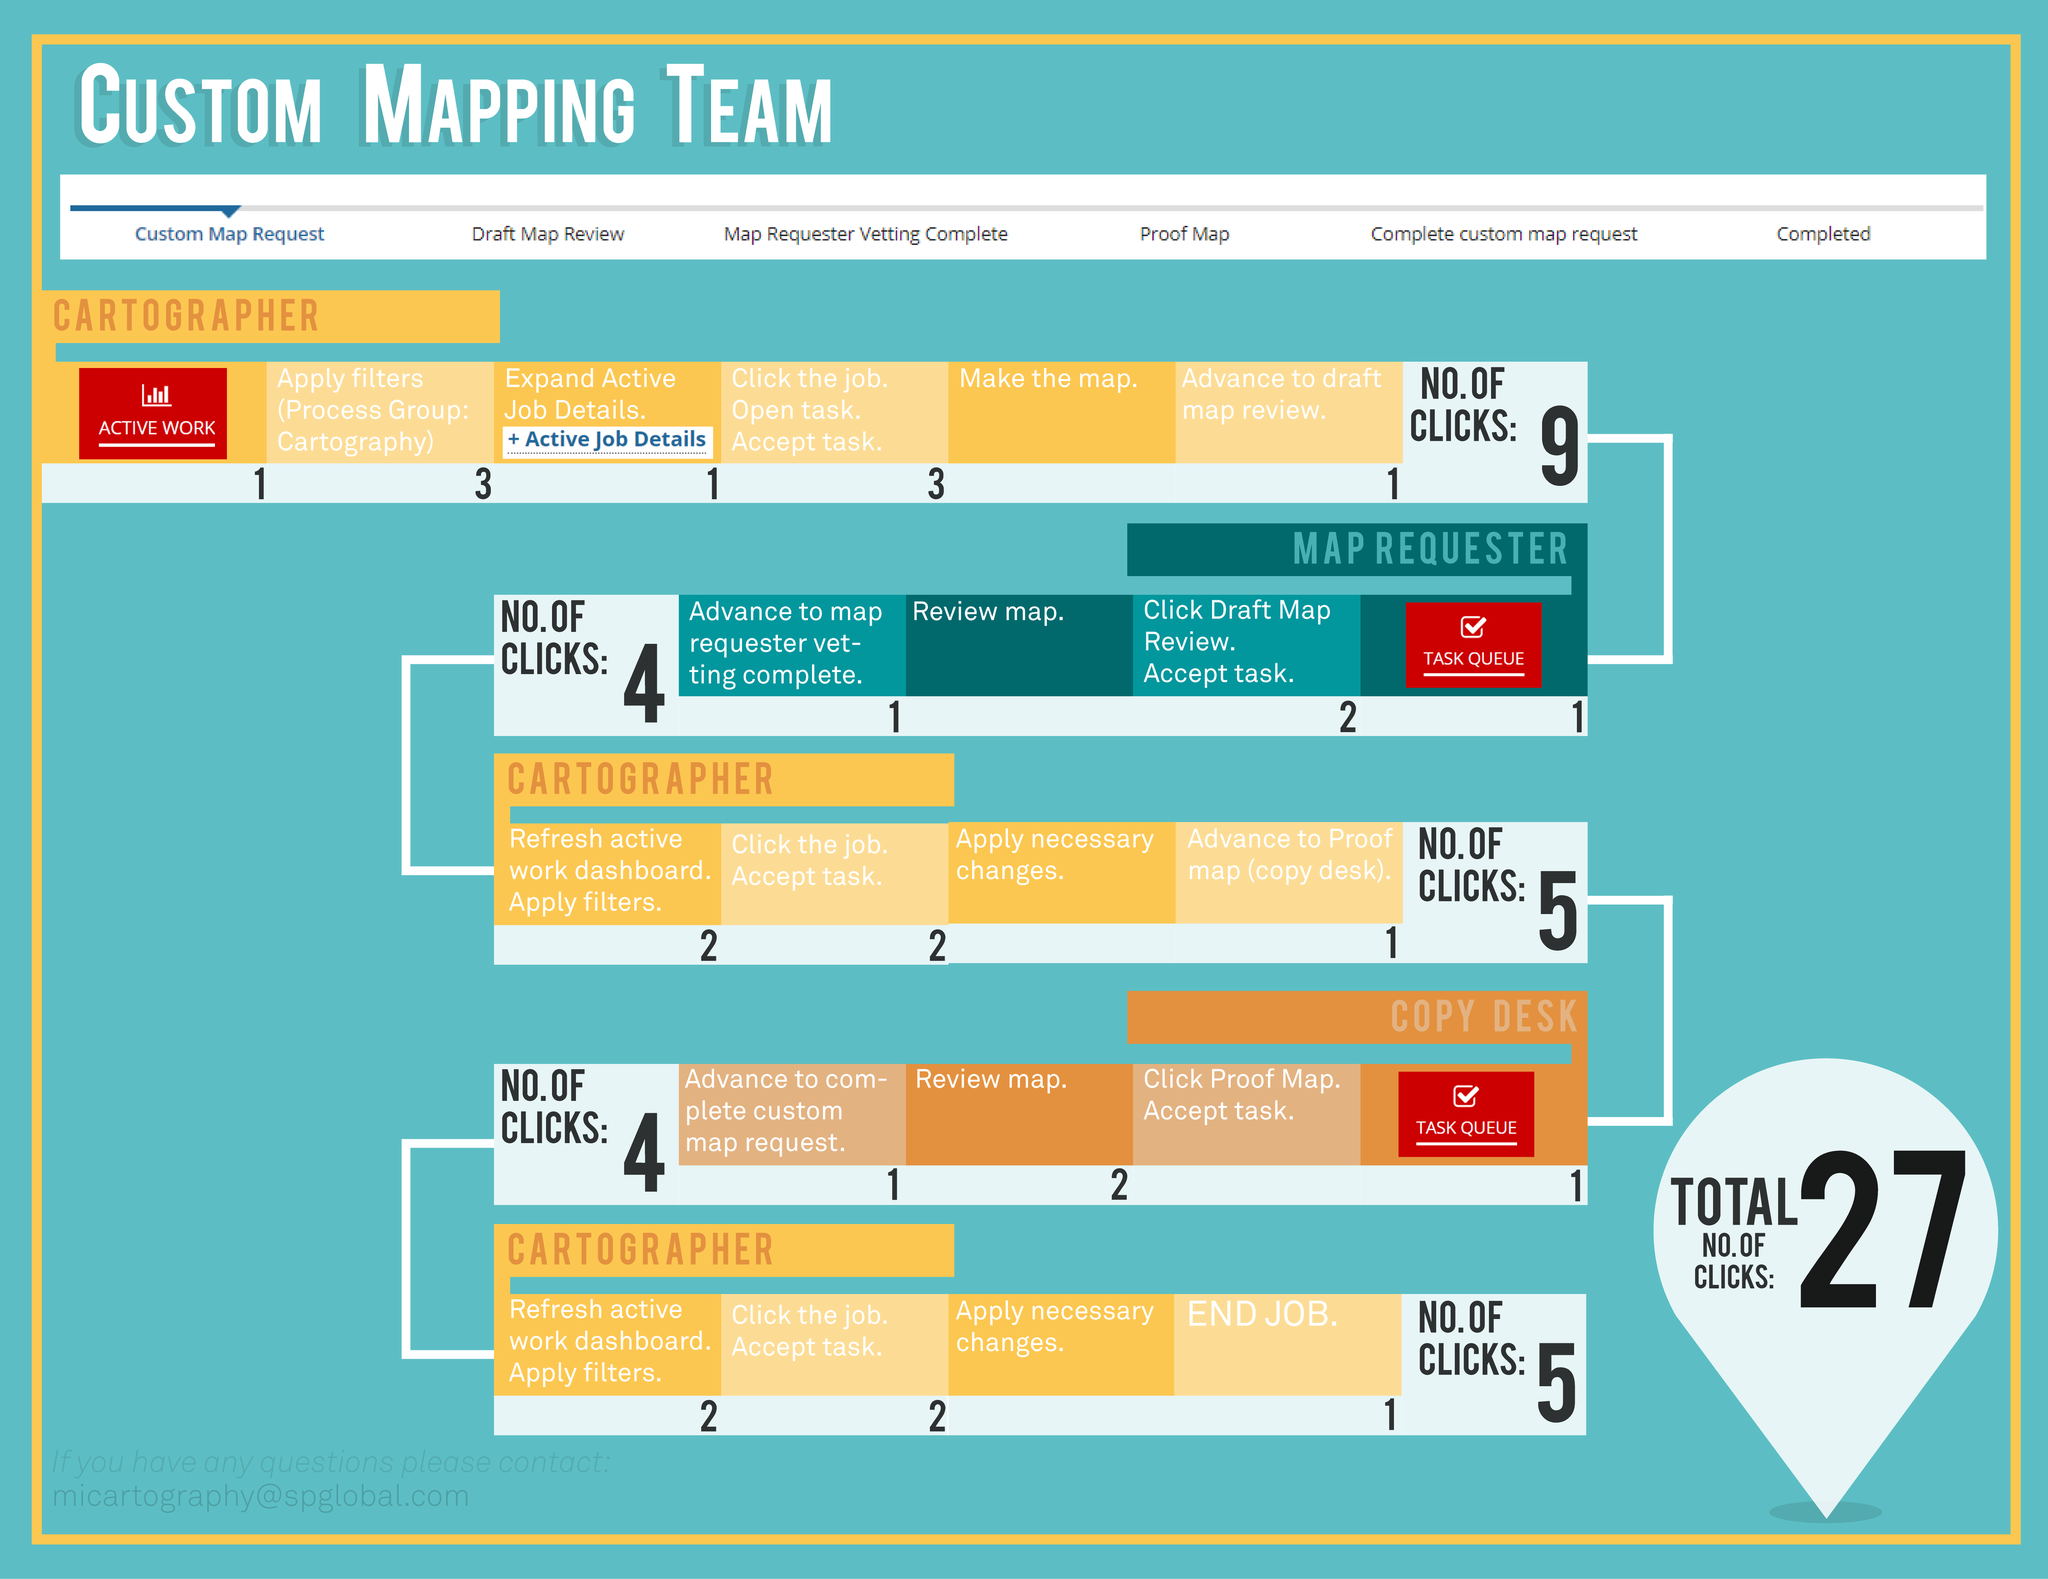 CUSTOM MAPPING TEAM
Custom Map Request
Draft Map Review
Map Requester Vetting Complete
Proof Map
Complete custom map request
Completed
CARTOGRAPHER
ACTIVE WORK
Apply filters
(Process Group:
Cartography)
Expand Active
Job Details.
+ Active Job Details
Click the job.
Open task.
Accept task.
Make the map.
Advance to draft
map review.
NO. OF
CLICKS: 9
1
3
1
3
1
MAP REQUESTER
NO. OF
CLICKS: 4
Advance to map
requester vet-
ting complete.
Review map.
Click Draft Map
Review.
Accept task.
TASK QUEUE
1
2
1
CARTOGRAPHER
Refresh active
work dashboard.
Apply filters.
Click the job.
Accept task.
Apply necessary
changes.
Advance to Proof
map (copy desk).
NO. OF
CLICKS: 5
2
2
1
COPY DESK
NO. OF
CLICKS: 4
Advance to com-
plete custom
map request.
Review map.
Click Proof Map.
Accept task.
TASK QUEUE
1
2
1
CARTOGRAPHER
Refresh active
work dashboard.
Apply filters.
Click the job.
Accept task.
Apply necessary
changes.
END JOB.
NO. OF
CLICKS: 5
2
2
1
TOTAL
NO. OF
CLICKS:
27
If you have any questions please contact:
micartography@spglobal.com